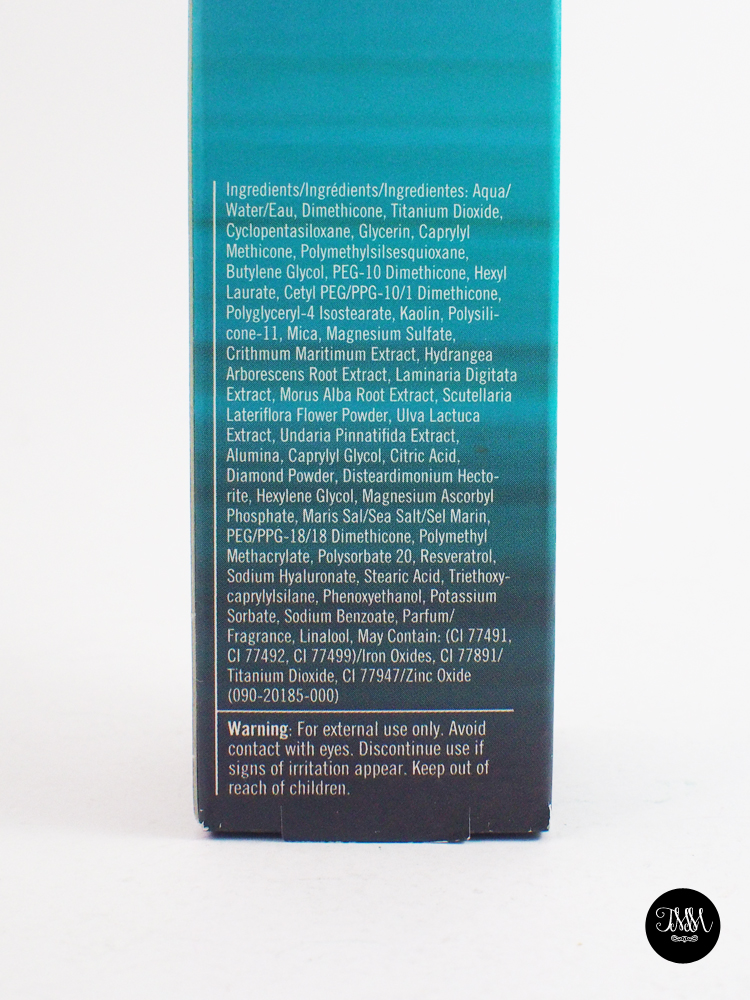 Ingredients/Ingrédients/Ingredientes: Aqua/
Water/Eau, Dimethicone, Titanium Dioxide,
Cyclopentasiloxane, Glycerin, Caprylyl
Methicone, Polymethylsilsesquioxane,
Butylene Glycol, PEG-10 Dimethicone, Hexyl
Laurate, Cetyl PEG/PPG-10/1 Dimethicone,
Polyglyceryl-4 Isostearate, Kaolin, Polysili-
cone-11, Mica, Magnesium Sulfate,
Crithmum Maritimum Extract, Hydrangea
Arborescens Root Extract, Laminaria Digitata
Extract, Morus Alba Root Extract, Scutellaria
Lateriflora Flower Powder, Ulva Lactuca
Extract, Undaria Pinnatifida Extract,
Alumina, Caprylyl Glycol, Citric Acid,
Diamond Powder, Disteardimonium Hecto-
rite, Hexylene Glycol, Magnesium Ascorbyl
Phosphate, Maris Sal/Sea Salt/Sel Marin,
PEG/PPG-18/18 Dimethicone, Polymethyl
Methacrylate, Polysorbate 20, Resveratrol,
Sodium Hyaluronate, Stearic Acid, Triethoxy-
caprylylsilane, Phenoxyethanol, Potassium
Sorbate, Sodium Benzoate, Parfum/
Fragrance, Linalool, May Contain: (CI 77491,
CI 77492, CI 77499)/Iron Oxides, CI 77891/
Titanium Dioxide, CI 77947/Zinc Oxide
(090-20185-000)
Warning: For external use only. Avoid
contact with eyes. Discontinue use if
signs of irritation appear. Keep out of
reach of children.